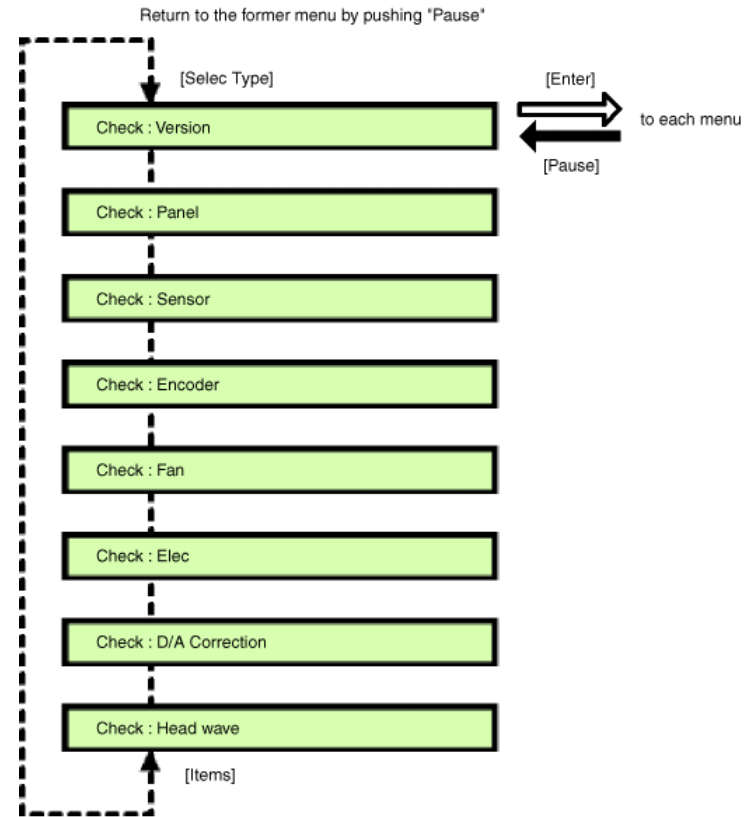 Return to the former menu by pushing "Pause"
[Selec Type]
[Enter]
Check : Version
to each menu
[Pause]
Check : Panel
Check : Sensor
Check : Encoder
Check : Fan
Check : Elec
Check : D/A Correction
Check : Head wave
[Items]